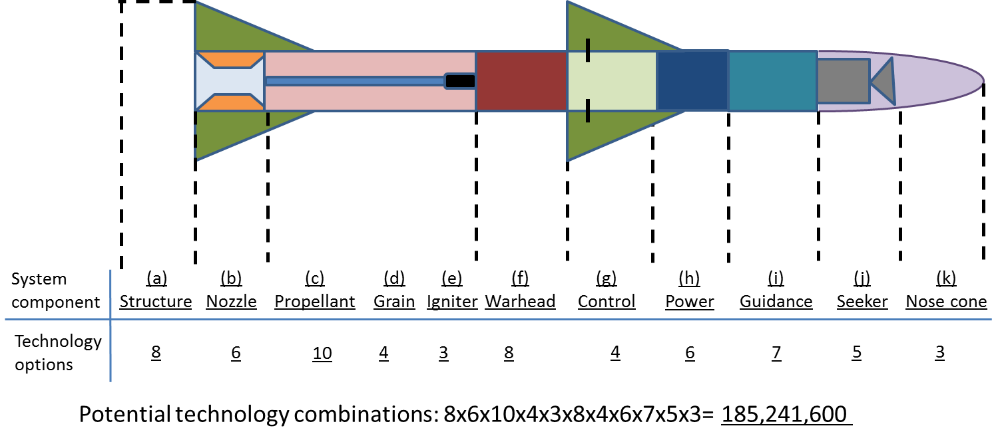 System component
(a) (b) (c) (d) (e) (f) (g) (h) (i) (j) (k)
Structure Nozzle Propellant Grain Igniter Warhead Control Power Guidance Seeker Nose cone
Technology options
8 6 10 4 3 8 4 6 7 5 3
Potential technology combinations: 8x6x10x4x3x8x4x6x7x5x3= 185,241,600